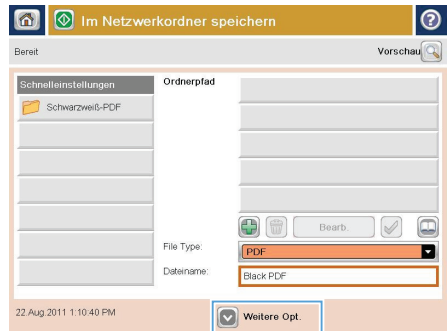 Im Netzwerkordner speichern
Bereit
Vorschau
Schnelleinstellungen
Ordnerpfad
Schwarzweiß-PDF
Bearb.
File Type:
PDF
Dateiname:
Black PDF
22.Aug.2011 1:10:40 PM
Weitere Opt.